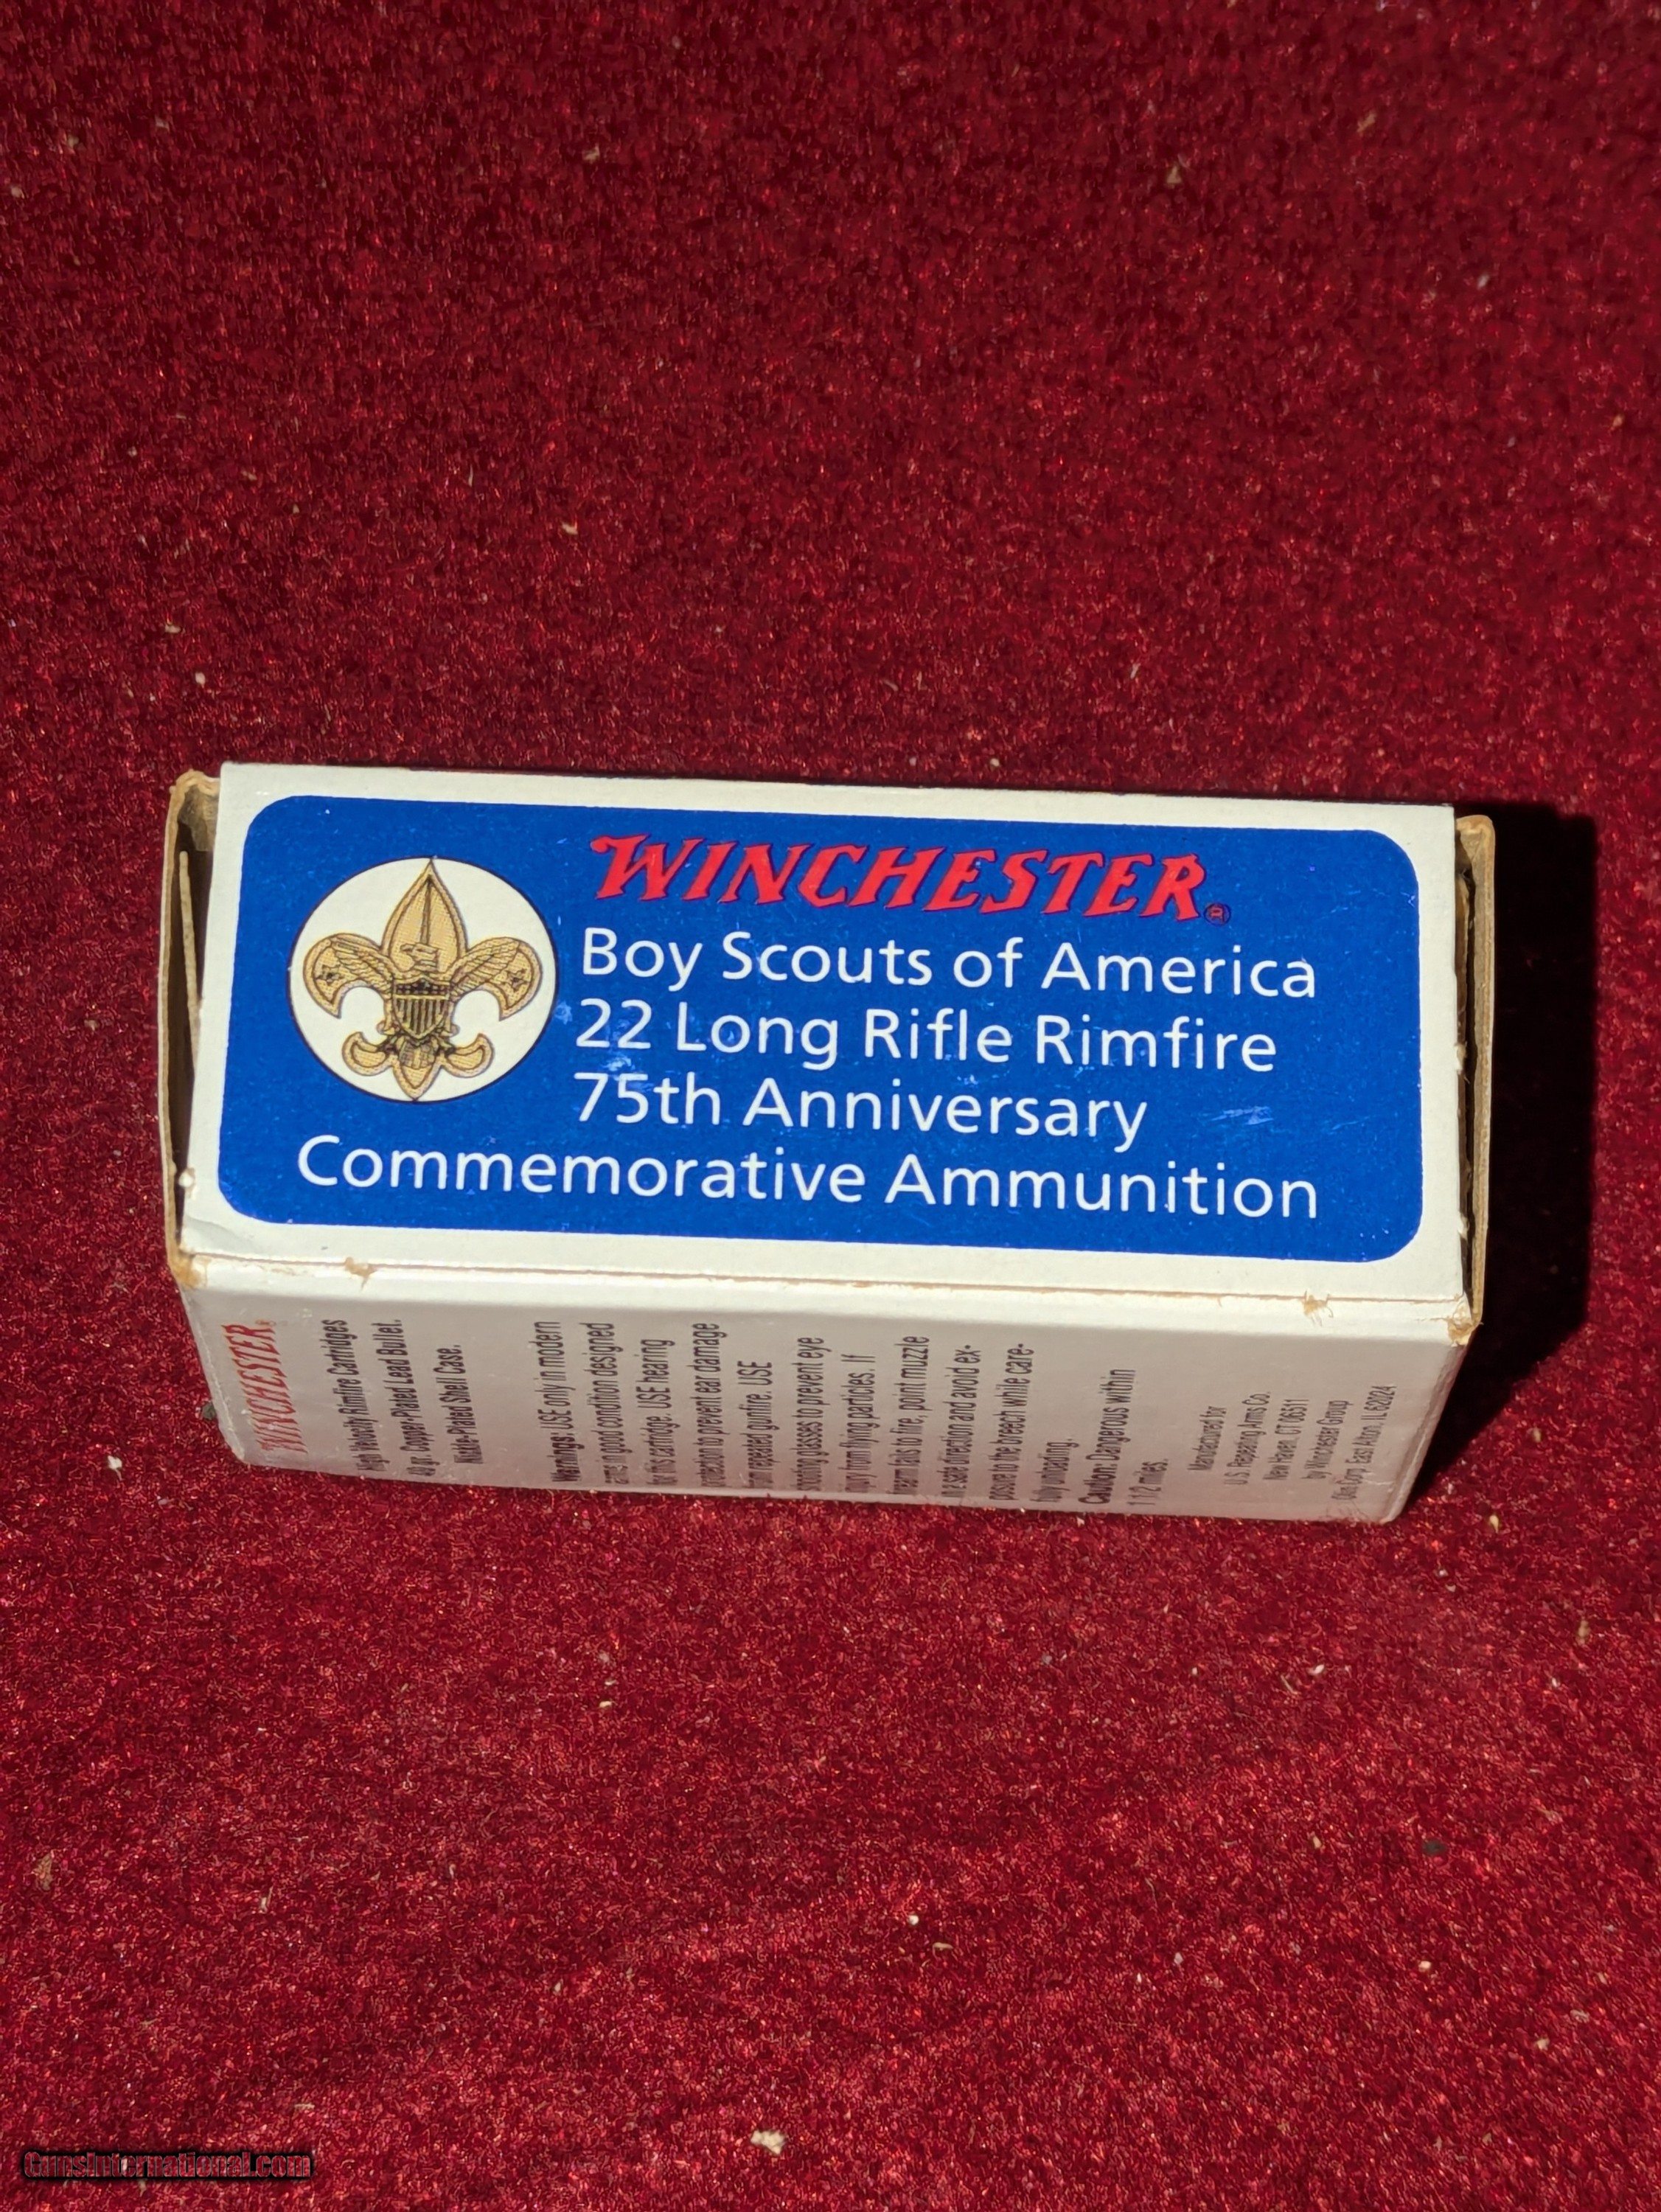 WINCHESTER®
Boy Scouts of America
22 Long Rifle Rimfire
75th Anniversary
Commemorative Ammunition
WINCHESTER®
High Velocity Rimfire Cartridges
40 gr. Copper-Plated Lead Bullet.
Nickle-Plated Shell Case.
Warnings: USE only in modern
arms in good condition designed
for this cartridge. USE hearing
protection to prevent ear damage
from repeated gunfire. USE
shooting glasses to prevent eye
injury from flying particles. If
firearm fails to fire, point muzzle
in a safe direction and avoid ex-
posure to the breech while care-
fully unloading.
Caution: Dangerous within
1 1/2 miles.
Manufactured for
U.S. Repeating Arms Co.
New Haven, CT 06511
by Winchester Group
Olin Corp. East Alton, IL 62024
GunsInternational.com